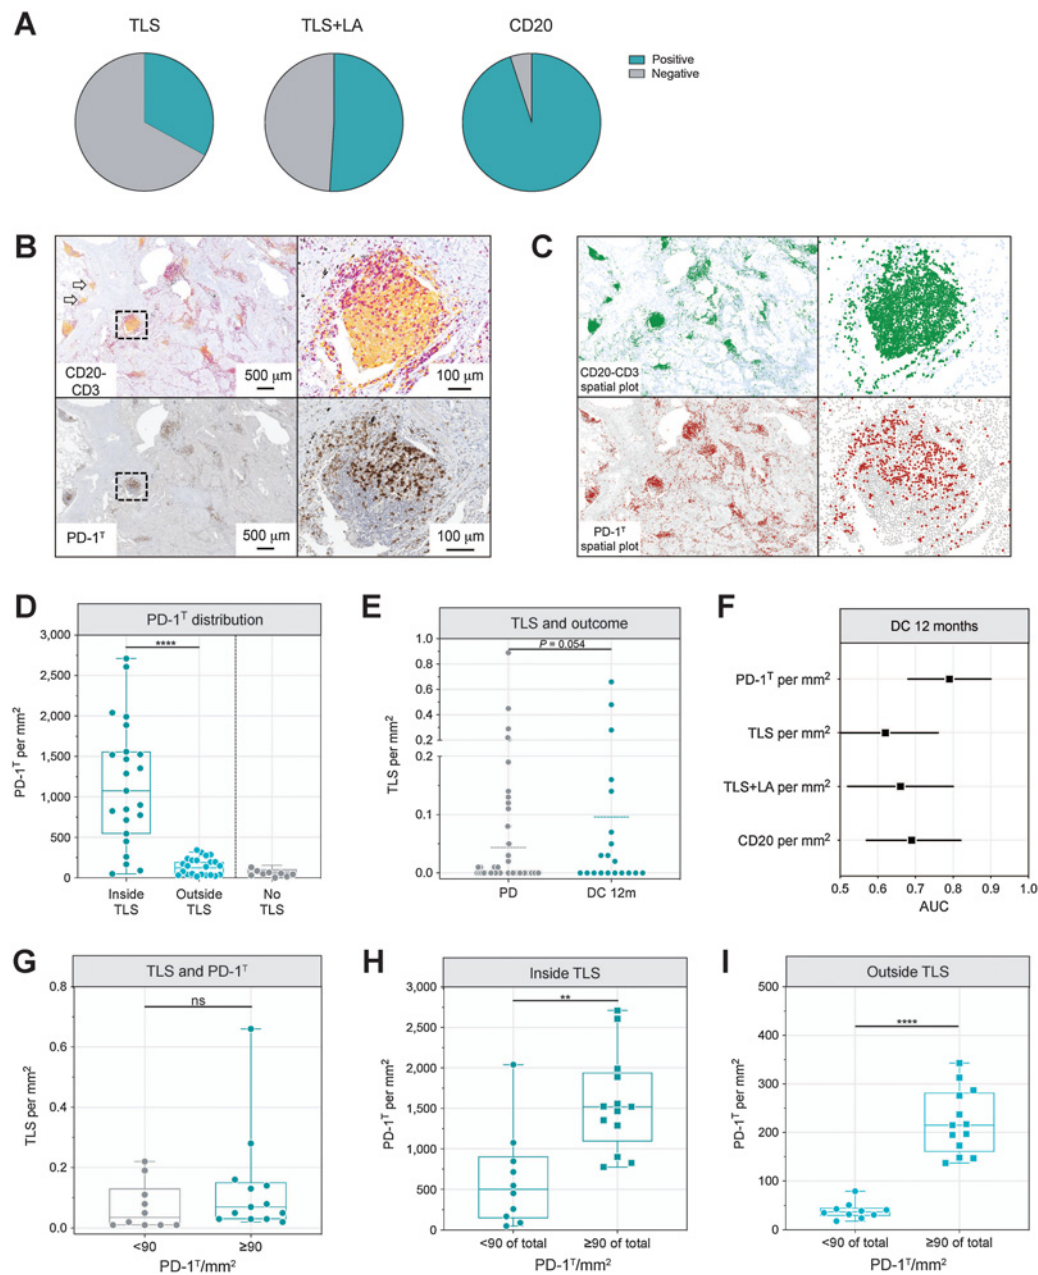 A
TLS
TLS+LA
CD20
Positive
Negative
B
CD20-
CD3
500 µm
100 µm
PD-1ᵀ
500 µm
100 µm
C
CD20-CD3
spatial plot
PD-1ᵀ
spatial plot
D
PD-1ᵀ distribution
****
3,000
2,500
2,000
1,500
1,000
500
0
PD-1ᵀ per mm²
Inside
TLS
Outside
TLS
No
TLS
E
TLS and outcome
P = 0.054
1.0
0.8
0.6
0.4
0.2
0.2
0.1
0.0
TLS per mm²
PD
DC 12m
F
DC 12 months
PD-1ᵀ per mm²
TLS per mm²
TLS+LA per mm²
CD20 per mm²
0.5 0.6 0.7 0.8 0.9 1.0
AUC
G
TLS and PD-1ᵀ
ns
0.8
0.6
0.4
0.2
0.0
TLS per mm²
<90
≥90
PD-1ᵀ/mm²
H
Inside TLS
**
3,000
2,500
2,000
1,500
1,000
500
0
PD-1ᵀ per mm²
<90 of total
≥90 of total
PD-1ᵀ/mm²
I
Outside TLS
****
500
400
300
200
100
0
PD-1ᵀ per mm²
<90 of total
≥90 of total
PD-1ᵀ/mm²